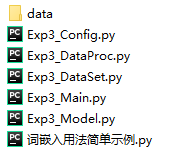 data
Exp3_Config.py
Exp3_DataProc.py
Exp3_DataSet.py
Exp3_Main.py
Exp3_Model.py
词嵌入用法简单示例.py